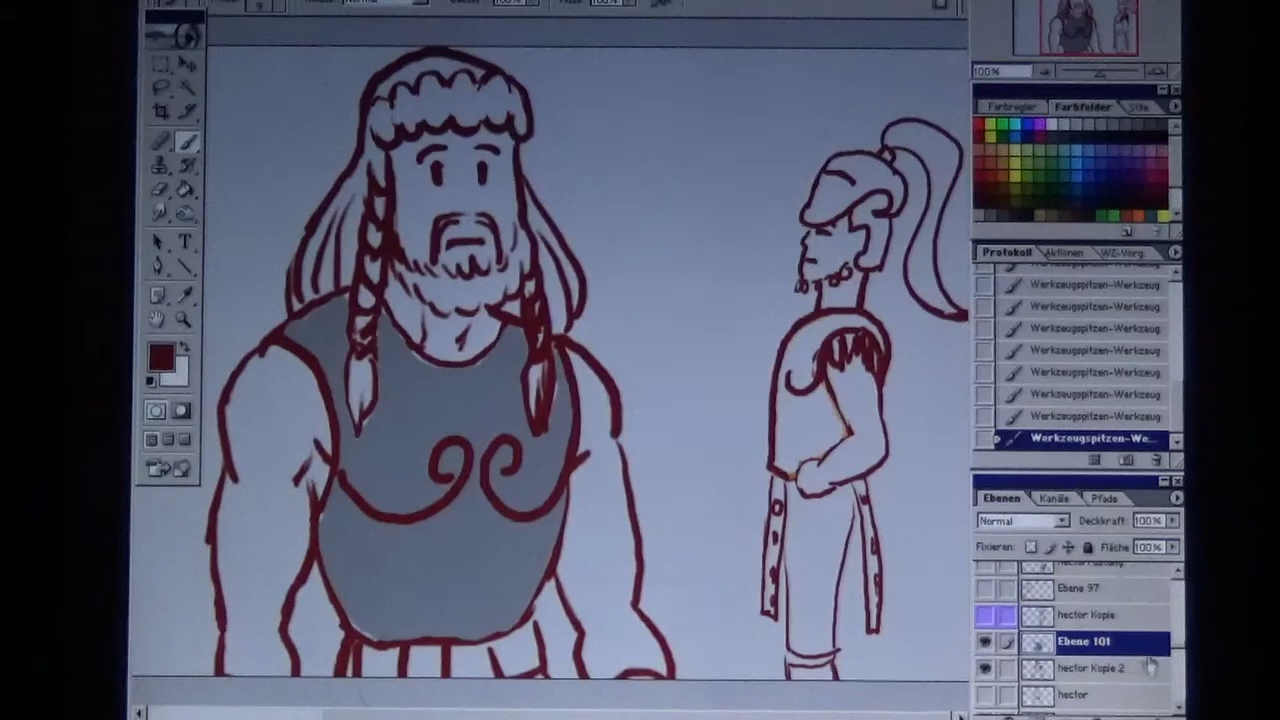 100%
Farbregler Farbfelder Stile
Protokoll Aktionen WZ-Vorg.
Werkzeugspitzen-Werkzeug
Werkzeugspitzen-Werkzeug
Werkzeugspitzen-Werkzeug
Werkzeugspitzen-Werkzeug
Werkzeugspitzen-Werkzeug
Werkzeugspitzen-Werkzeug
Werkzeugspitzen-Werkzeug
Werkzeugspitzen-We...
Ebenen Kanäle Pfade
Normal Deckkraft: 100%
Fixieren: Fläche 100%
Ebene 97
hector Kopie
Ebene 101
hector Kopie 2
hector